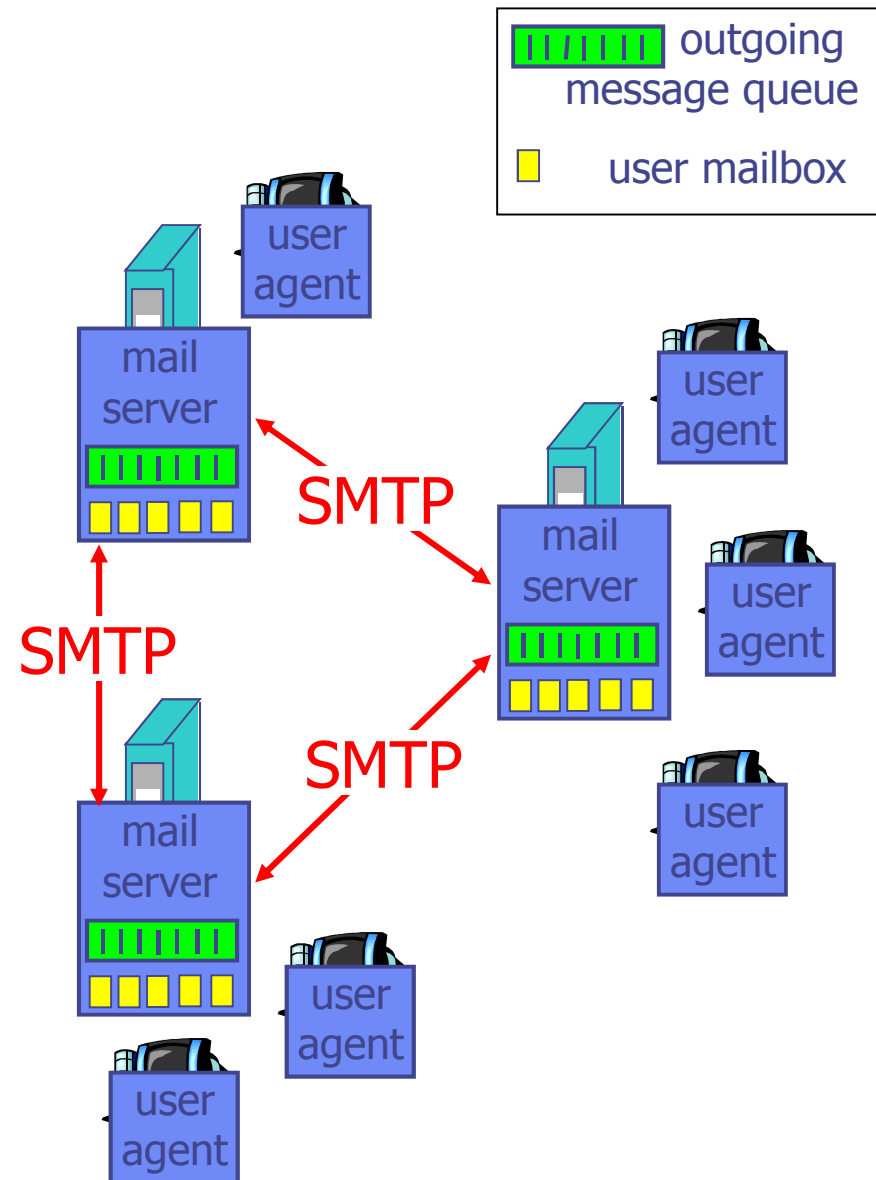 outgoing
message queue
user mailbox
user
agent
mail
server
user
agent
SMTP
mail
server
user
agent
SMTP
SMTP
user
agent
mail
server
user
agent
user
agent